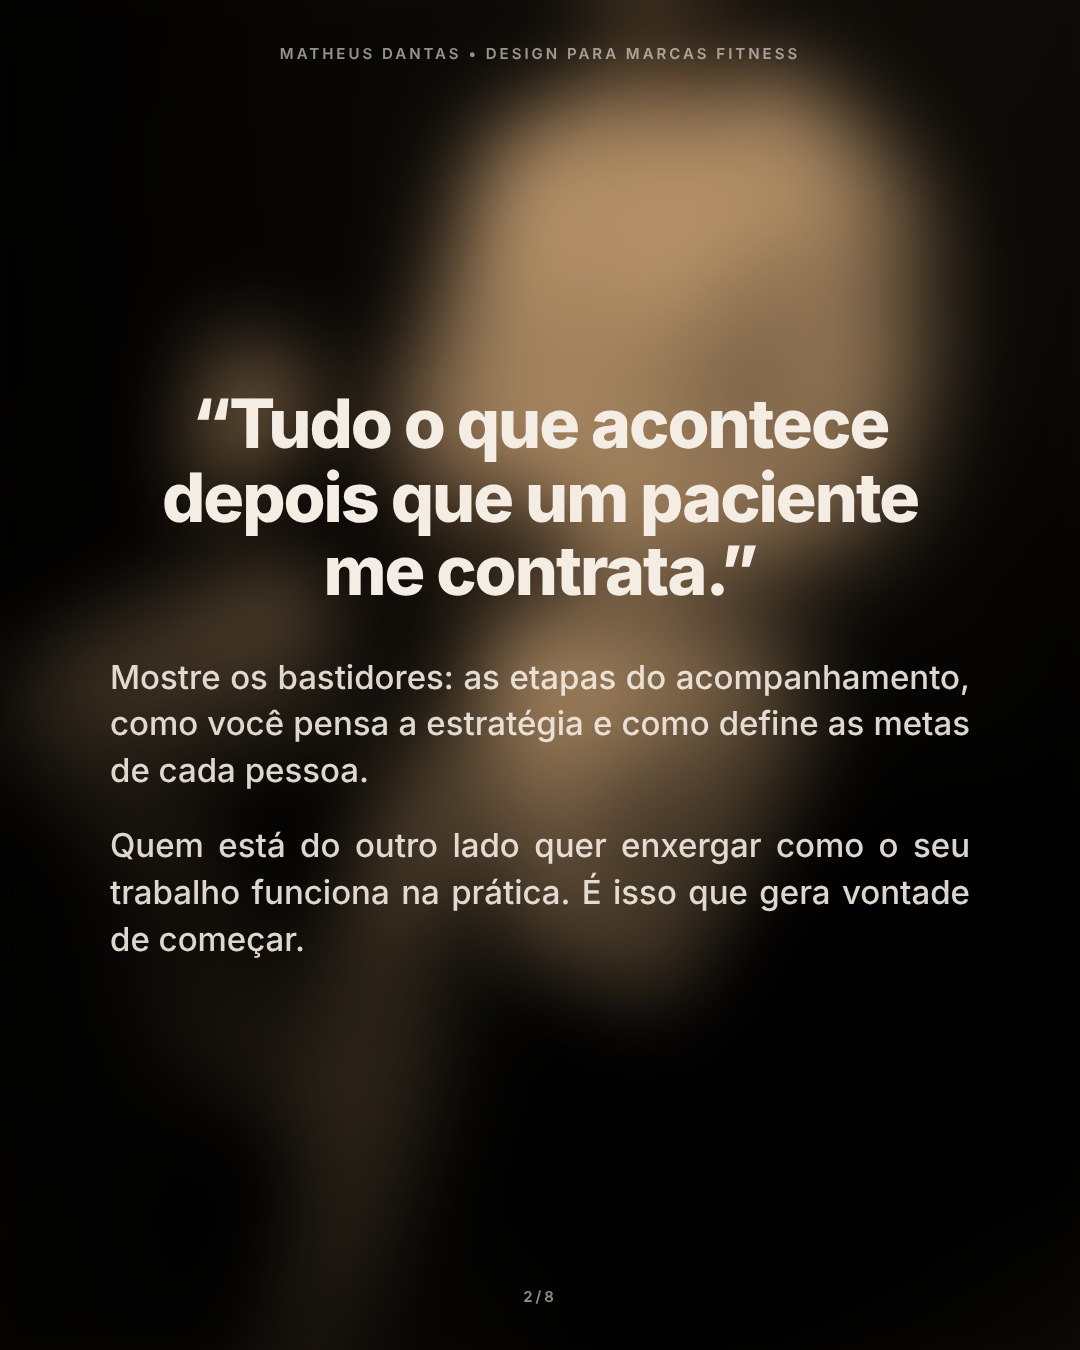 MATHEUS DANTAS • DESIGN PARA MARCAS FITNESS
“Tudo o que acontece
depois que um paciente
me contrata.”
Mostre os bastidores: as etapas do acompanhamento,
como você pensa a estratégia e como define as metas
de cada pessoa.
Quem está do outro lado quer enxergar como o seu
trabalho funciona na prática. É isso que gera vontade
de começar.
2/8